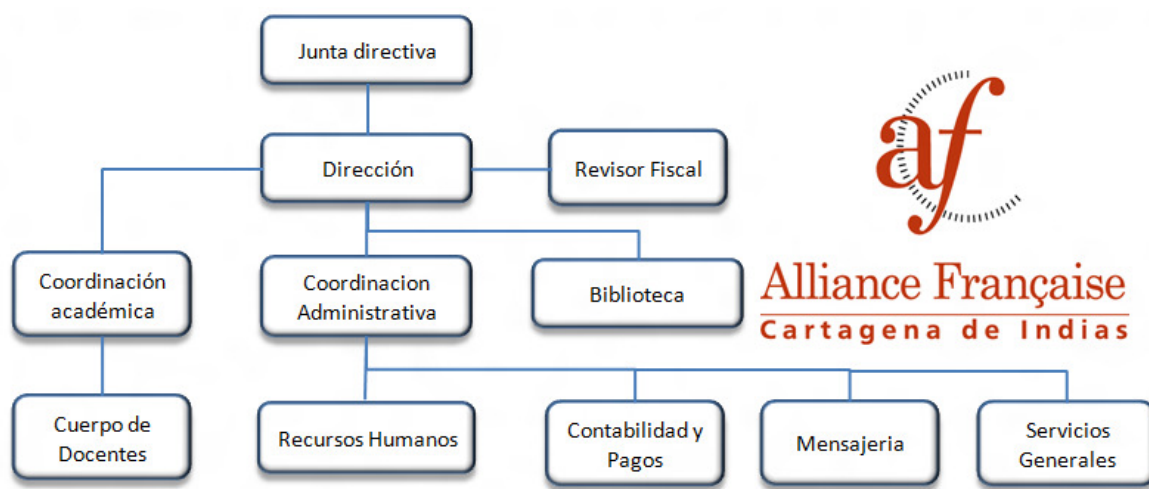 Junta directiva
Dirección
Revisor Fiscal
Coordinación
académica
Coordinacion
Administrativa
Biblioteca
af
Alliance Française
Cartagena de Indias
Cuerpo de
Docentes
Recursos Humanos
Contabilidad y
Pagos
Mensajeria
Servicios
Generales